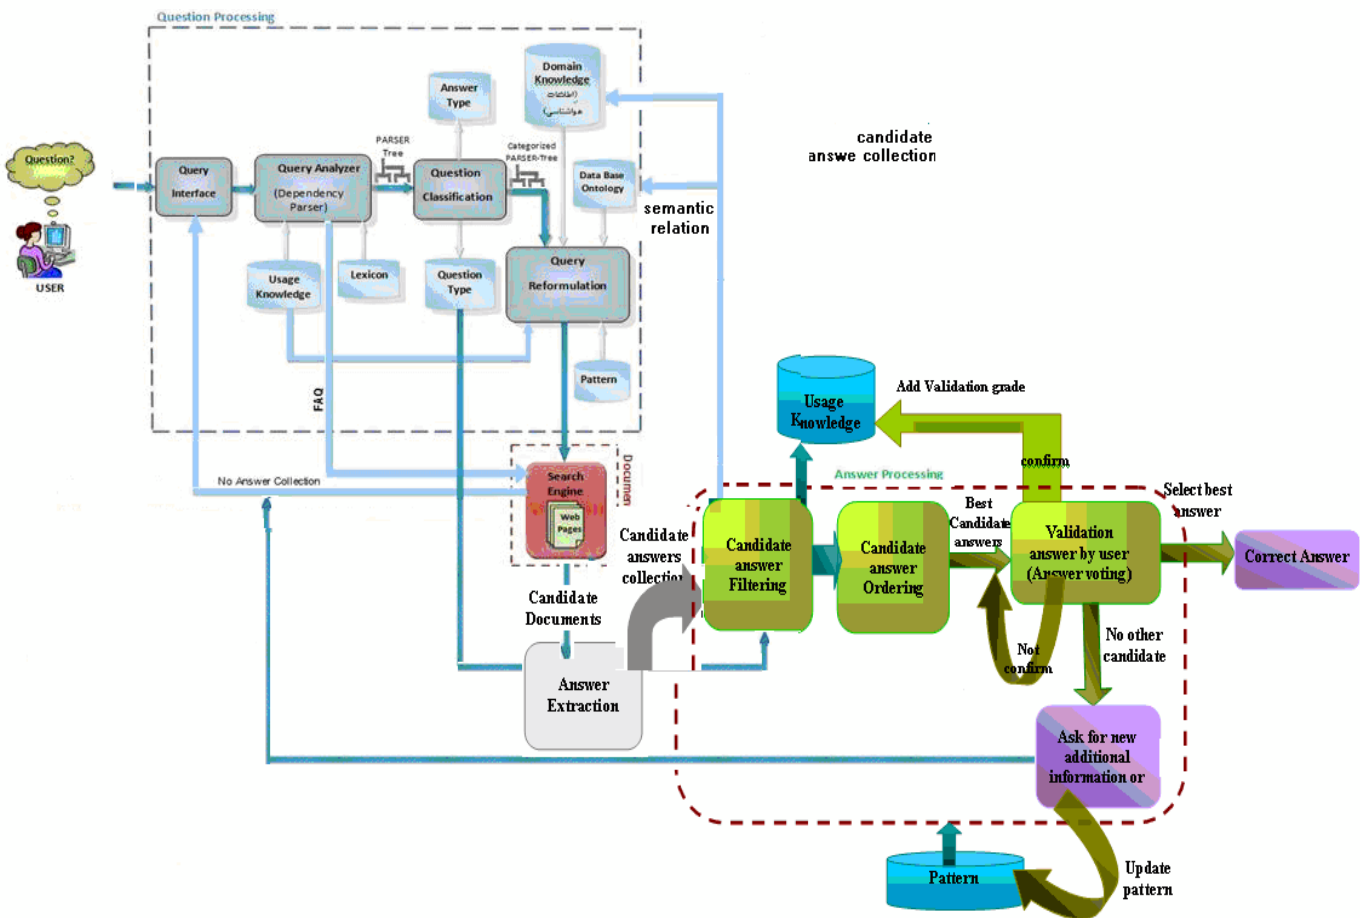 Question Processing
Question?
USER
Query
Interface
Query Analyzer
(Dependency
Parser)
PARSER
Tree
Answer
Type
Question
Classification
Categorized
PARSER-Tree
Domain
Knowledge
(اطلاعات
هواشناسی)
Data Base
Ontology
semantic
relation
candidate
answe collection
Usage
Knowledge
Lexicon
Question
Type
Query
Reformulation
Pattern
FAQ
No Answer Collection
Search
Engine
Web
Pages
Documen
Candidate
Documents
Answer
Extraction
Candidate
answers
collection
Usage
Knowledge
Add Validation grade
confirm
Answer Processing
Candidate
answer
Filtering
Candidate
answer
Ordering
Best
Candidate
answers
Validation
answer by user
(Answer voting)
Select best
answer
Correct Answer
Not
confirm
No other
candidate
Ask for new
additional
information or
Update
pattern
Pattern